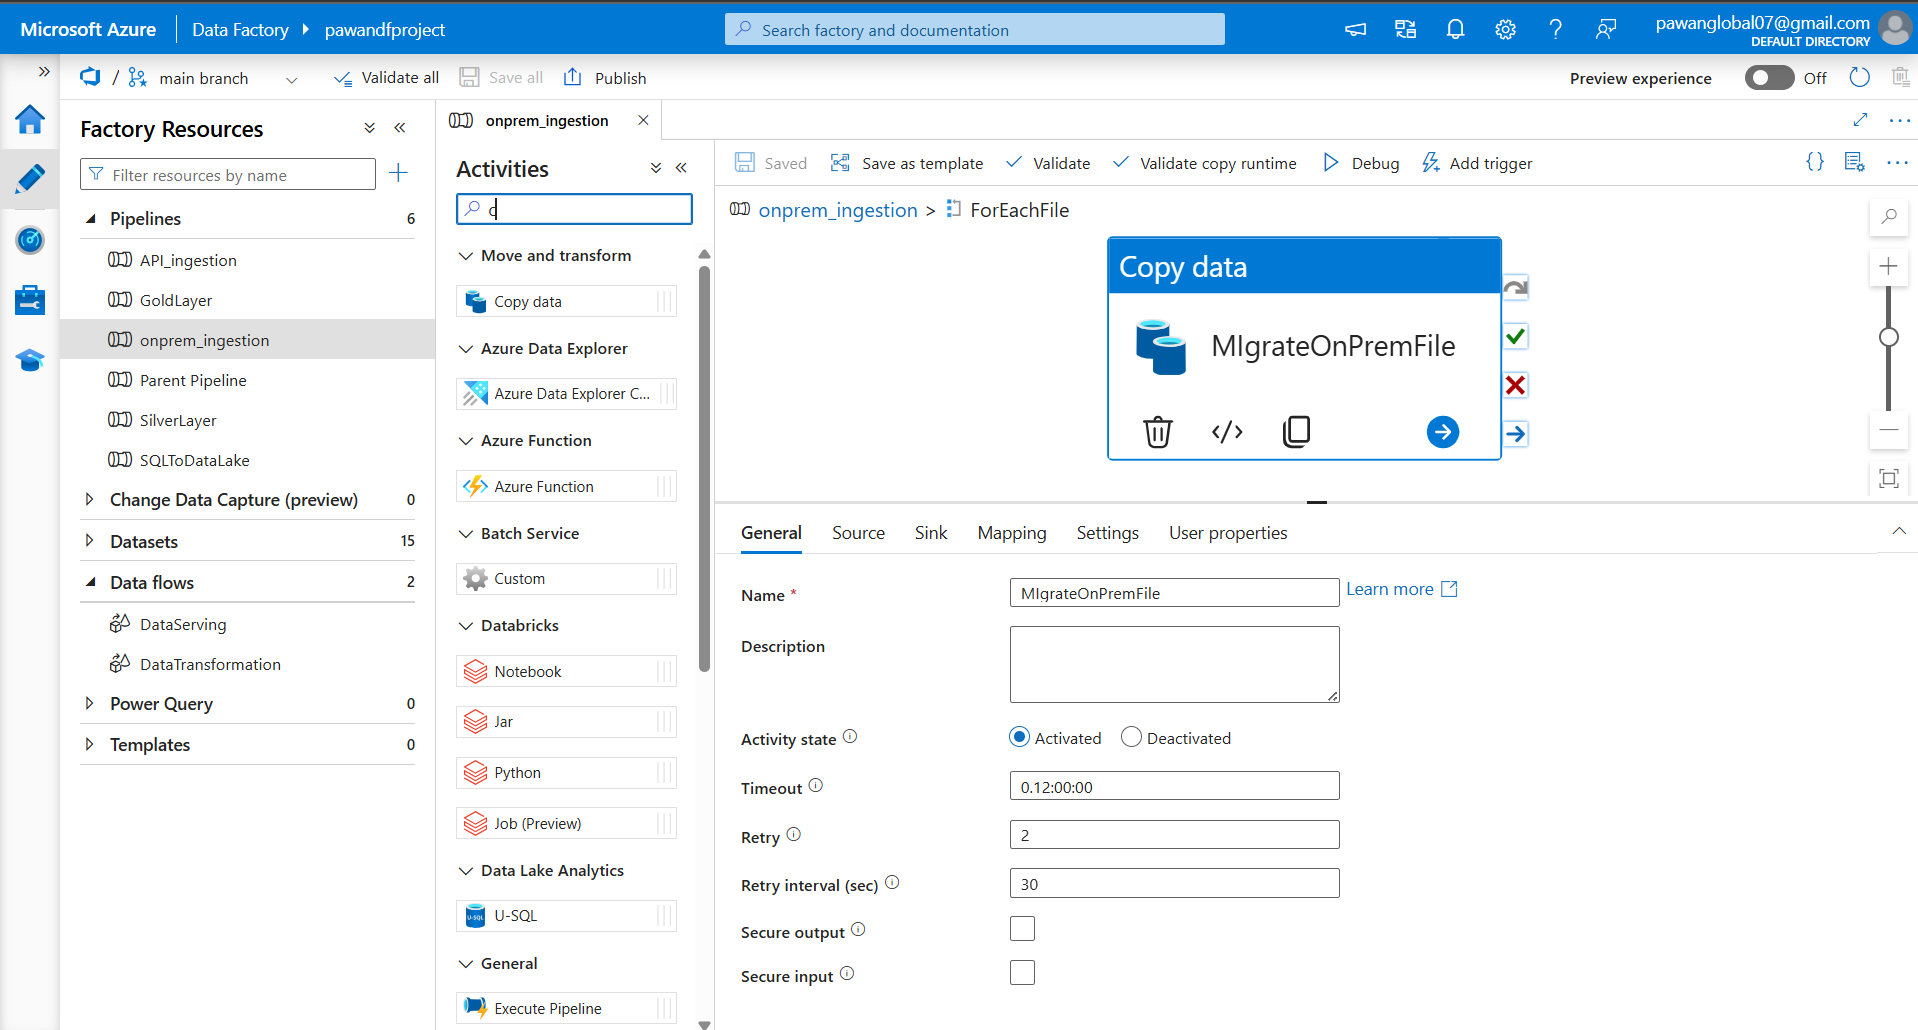 Microsoft Azure Data Factory pawandfproject
Search factory and documentation
pawanglobal07@gmail.com
DEFAULT DIRECTORY
/ main branch
Validate all
Save all
Publish
Preview experience
Off
Factory Resources
Filter resources by name
Pipelines 6
API_ingestion
GoldLayer
onprem_ingestion
Parent Pipeline
SilverLayer
SQLToDataLake
Change Data Capture (preview) 0
Datasets 15
Data flows 2
DataServing
DataTransformation
Power Query 0
Templates 0
onprem_ingestion
Activities
c
Move and transform
Copy data
Azure Data Explorer
Azure Data Explorer C...
Azure Function
Azure Function
Batch Service
Custom
Databricks
Notebook
Jar
Python
Job (Preview)
Data Lake Analytics
U-SQL
U-SQL
General
Execute Pipeline
Saved
Save as template
Validate
Validate copy runtime
Debug
Add trigger
onprem_ingestion > ForEachFile
Copy data
MIgrateOnPremFile
General Source Sink Mapping Settings User properties
Name * MIgrateOnPremFile Learn more
Description
Activity state Activated Deactivated
Timeout 0.12:00:00
Retry 2
Retry interval (sec) 30
Secure output
Secure input